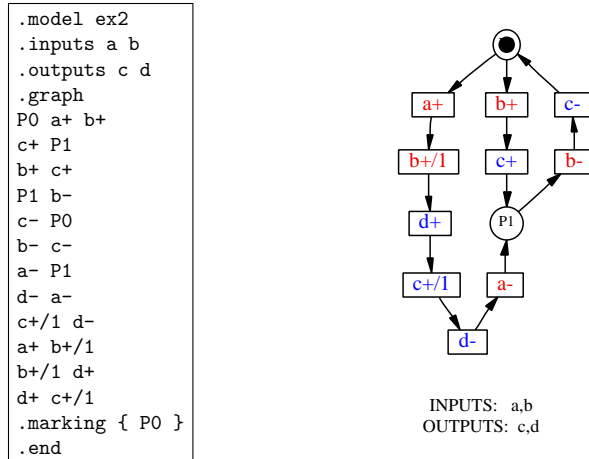 .model ex2
.inputs a b
.outputs c d
.graph
P0 a+ b+
c+ P1
b+ c+
P1 b-
c- P0
b- c-
a- P1
d- a-
c+/1 d-
a+ b+/1
b+/1 d+
d+ c+/1
.marking { P0 }
.end
a+ b+ c-
b+/1 c+ b-
d+ P1
c+/1 a-
d-
INPUTS: a,b
OUTPUTS: c,d